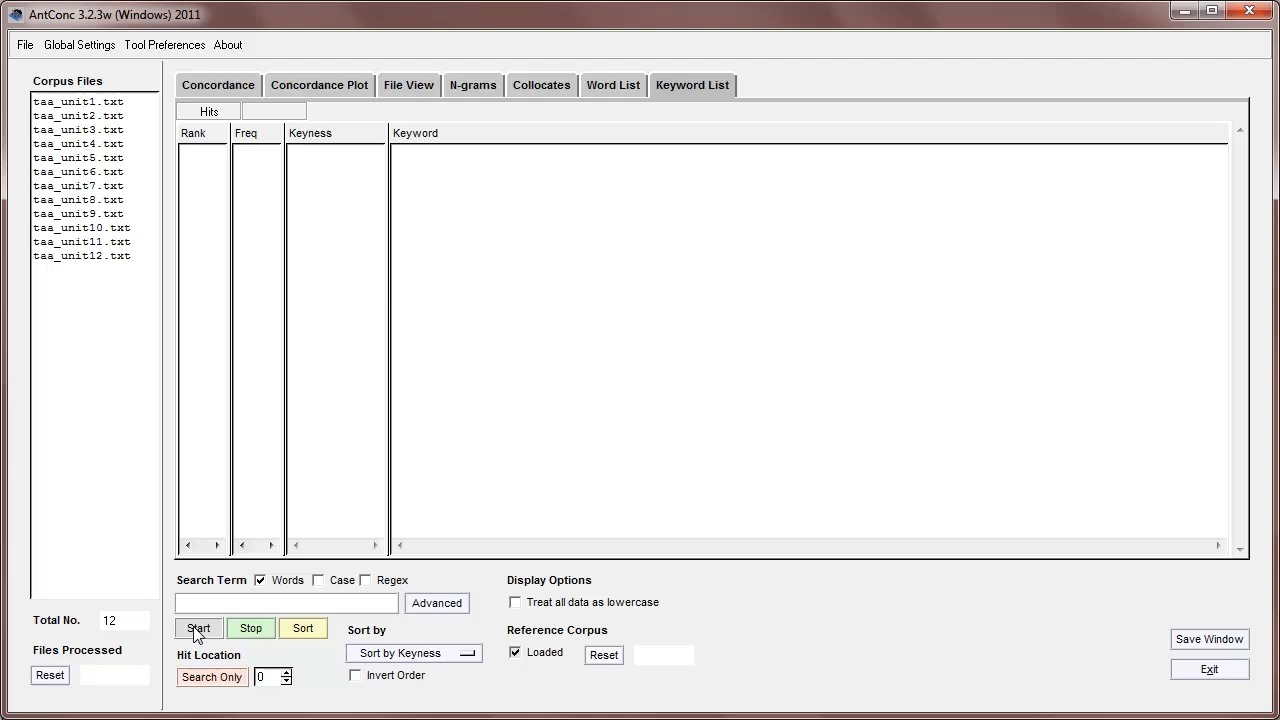 AntConc 3.2.3w (Windows) 2011
File Global Settings Tool Preferences About
Corpus Files
taa_unit1.txt
taa_unit2.txt
taa_unit3.txt
taa_unit4.txt
taa_unit5.txt
taa_unit6.txt
taa_unit7.txt
taa_unit8.txt
taa_unit9.txt
taa_unit10.txt
taa_unit11.txt
taa_unit12.txt
Total No. 12
Files Processed
Reset
Concordance Concordance Plot File View N-grams Collocates Word List Keyword List
Hits
Rank Freq Keyness Keyword
Search Term Words Case Regex
Advanced
Start Stop Sort
Hit Location
Search Only 0
Sort by
Sort by Keyness
Invert Order
Display Options
Treat all data as lowercase
Reference Corpus
Loaded Reset
Save Window
Exit